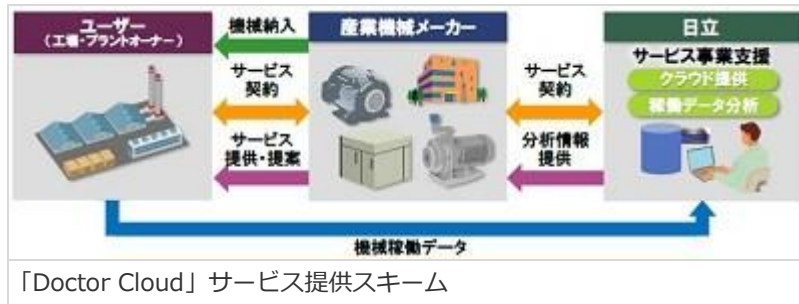 ユーザー
(工場・プラントオーナー)
機械納入
産業機械メーカー
日立
サービス事業支援
クラウド提供
稼働データ分析
サービス
契約
サービス
契約
サービス
提供・提案
分析情報
提供
機械稼働データ
「Doctor Cloud」サービス提供スキーム